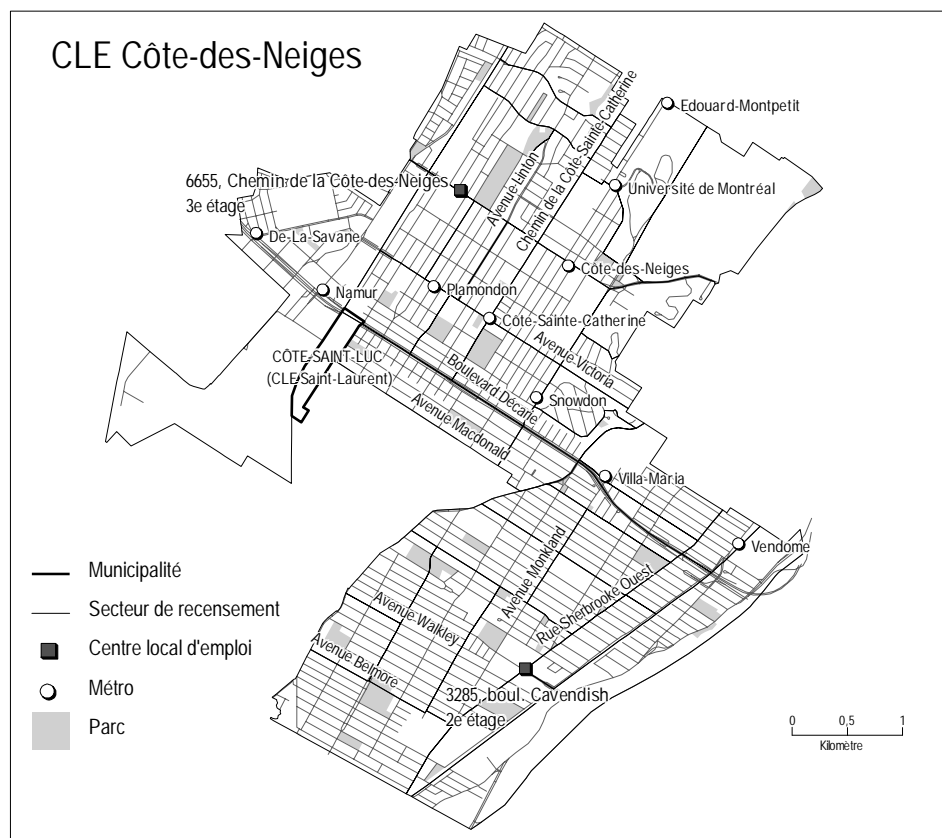 CLE Côte-des-Neiges
Edouard-Montpetit
Chemin de la Côte-Sainte-Catherine
Avenue Linton
6655, Chemin de la Côte-des-Neiges
3e étage
Université de Montréal
De-La-Savane
Côte-des-Neiges
Namur
Plamondon
Côte-Sainte-Catherine
Avenue Victoria
CÔTE-SAINT-LUC
(CLE Saint-Laurent)
Boulevard Décarie
Snowdon
Avenue Macdonald
Villa-Maria
Vendome
Avenue Monkland
Rue Sherbrooke Ouest
Avenue Walkley
Avenue Belmore
3285, boul. Cavendish
2e étage
Municipalité
Secteur de recensement
Centre local d'emploi
Métro
Parc
0 0,5 1
Kilomètre